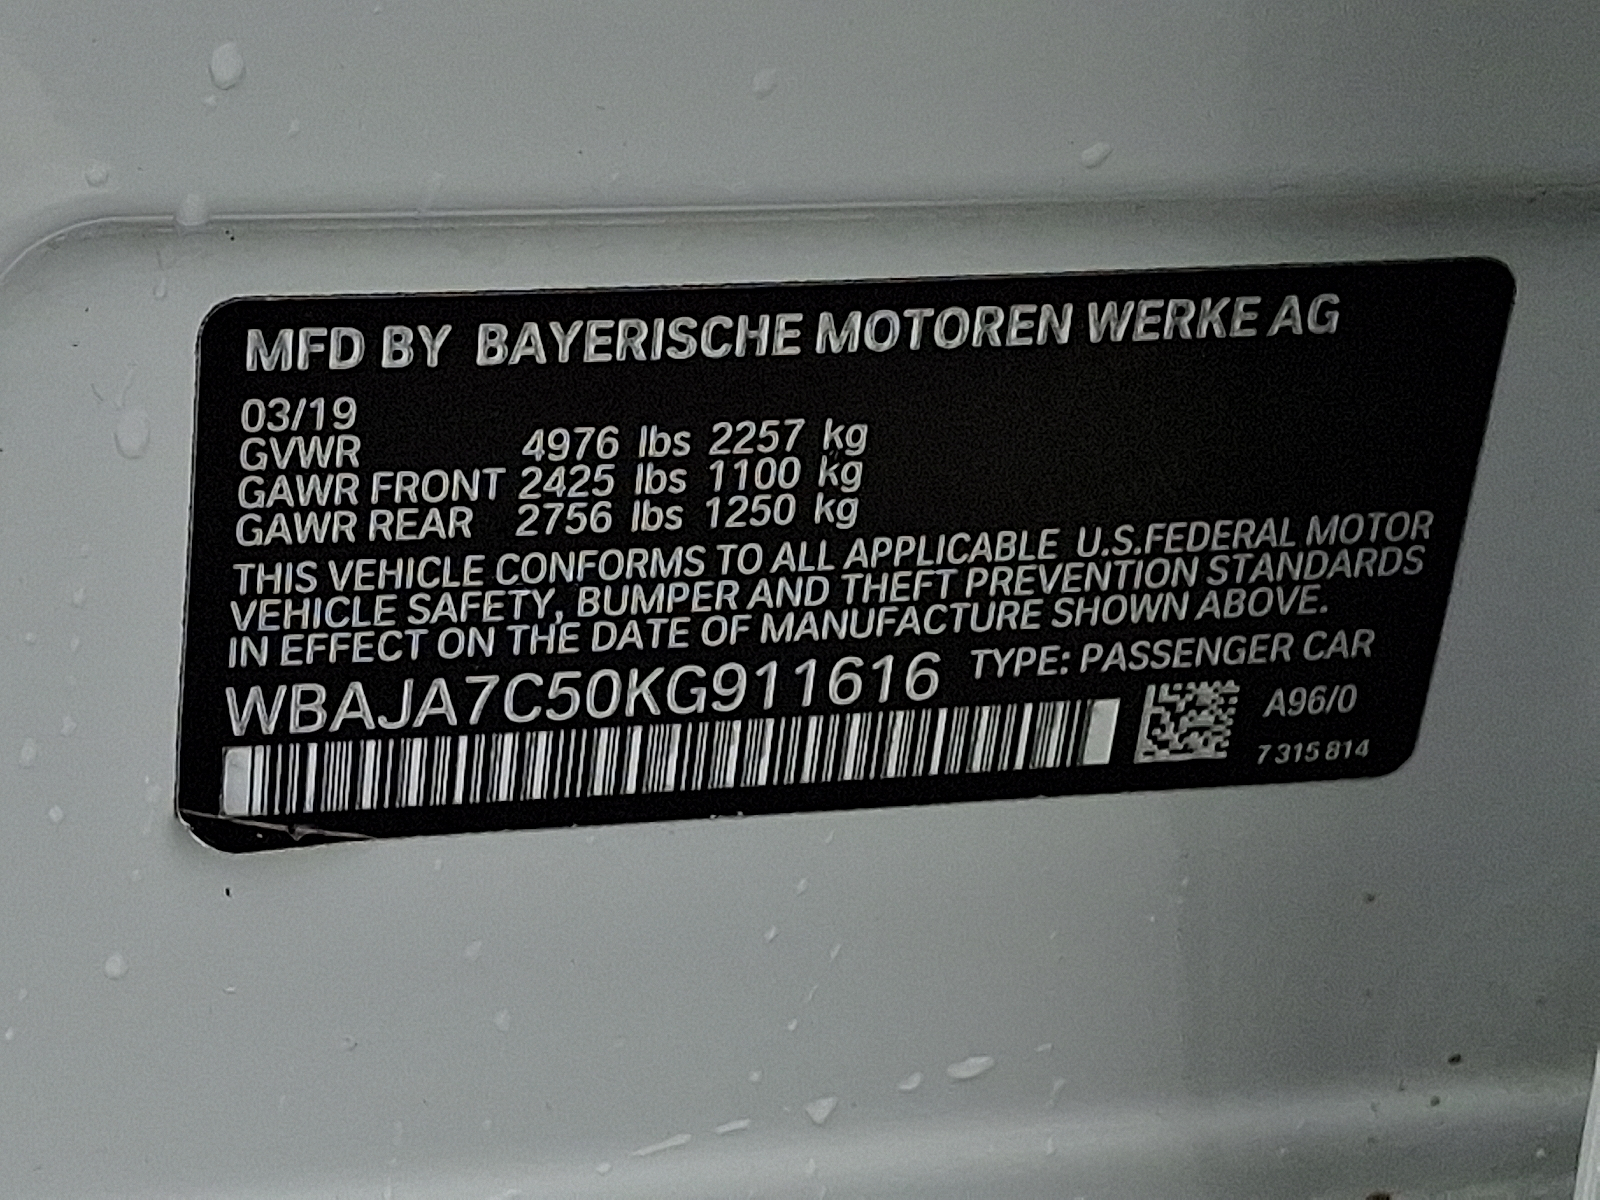 MFD BY BAYERISCHE MOTOREN WERKE AG
03/19
GVWR 4976 lbs 2257 kg
GAWR FRONT 2425 lbs 1100 kg
GAWR REAR 2756 lbs 1250 kg
THIS VEHICLE CONFORMS TO ALL APPLICABLE U.S.FEDERAL MOTOR
VEHICLE SAFETY, BUMPER AND THEFT PREVENTION STANDARDS
IN EFFECT ON THE DATE OF MANUFACTURE SHOWN ABOVE.
WBAJA7C50KG911616 TYPE: PASSENGER CAR
A96/0
7 315 814